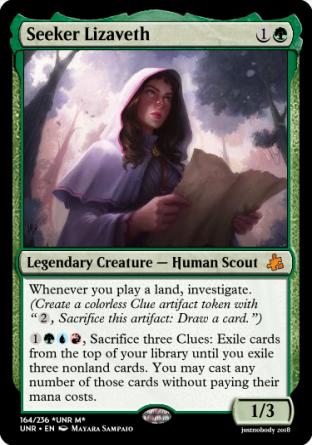 Seeker Lizaveth 1
Legendary Creature — Human Scout
Whenever you play a land, investigate.
(Create a colorless Clue artifact token with
“2, Sacrifice this artifact: Draw a card.”)
1, Sacrifice three Clues: Exile cards
from the top of your library until you exile
three nonland cards. You may cast any
number of those cards without paying their
mana costs.
1/3
164/236 *UNR M*
UNR • EN Mayara Sampaio
justnobody 2018